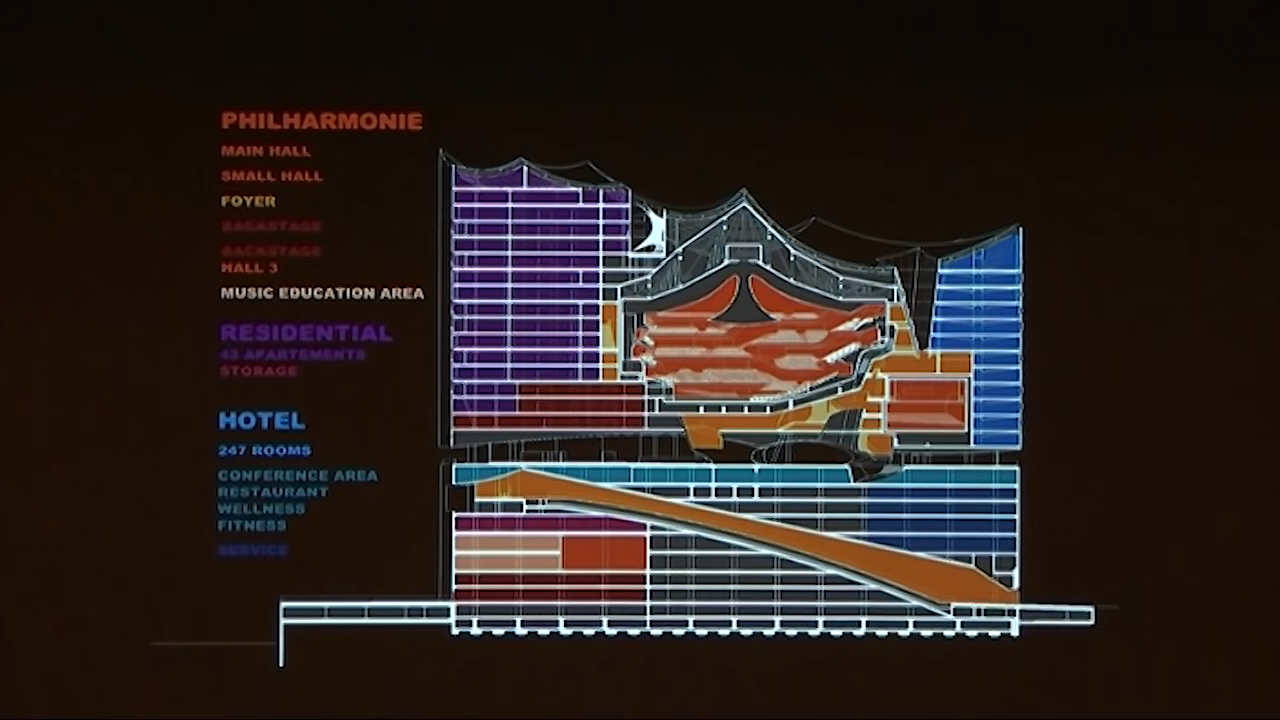 PHILHARMONIE
MAIN HALL
SMALL HALL
FOYER
BACKSTAGE
BACKSTAGE
HALL 3
MUSIC EDUCATION AREA
RESIDENTIAL
43 APARTEMENTS
STORAGE
HOTEL
247 ROOMS
CONFERENCE AREA
RESTAURANT
WELLNESS
FITNESS
SERVICE